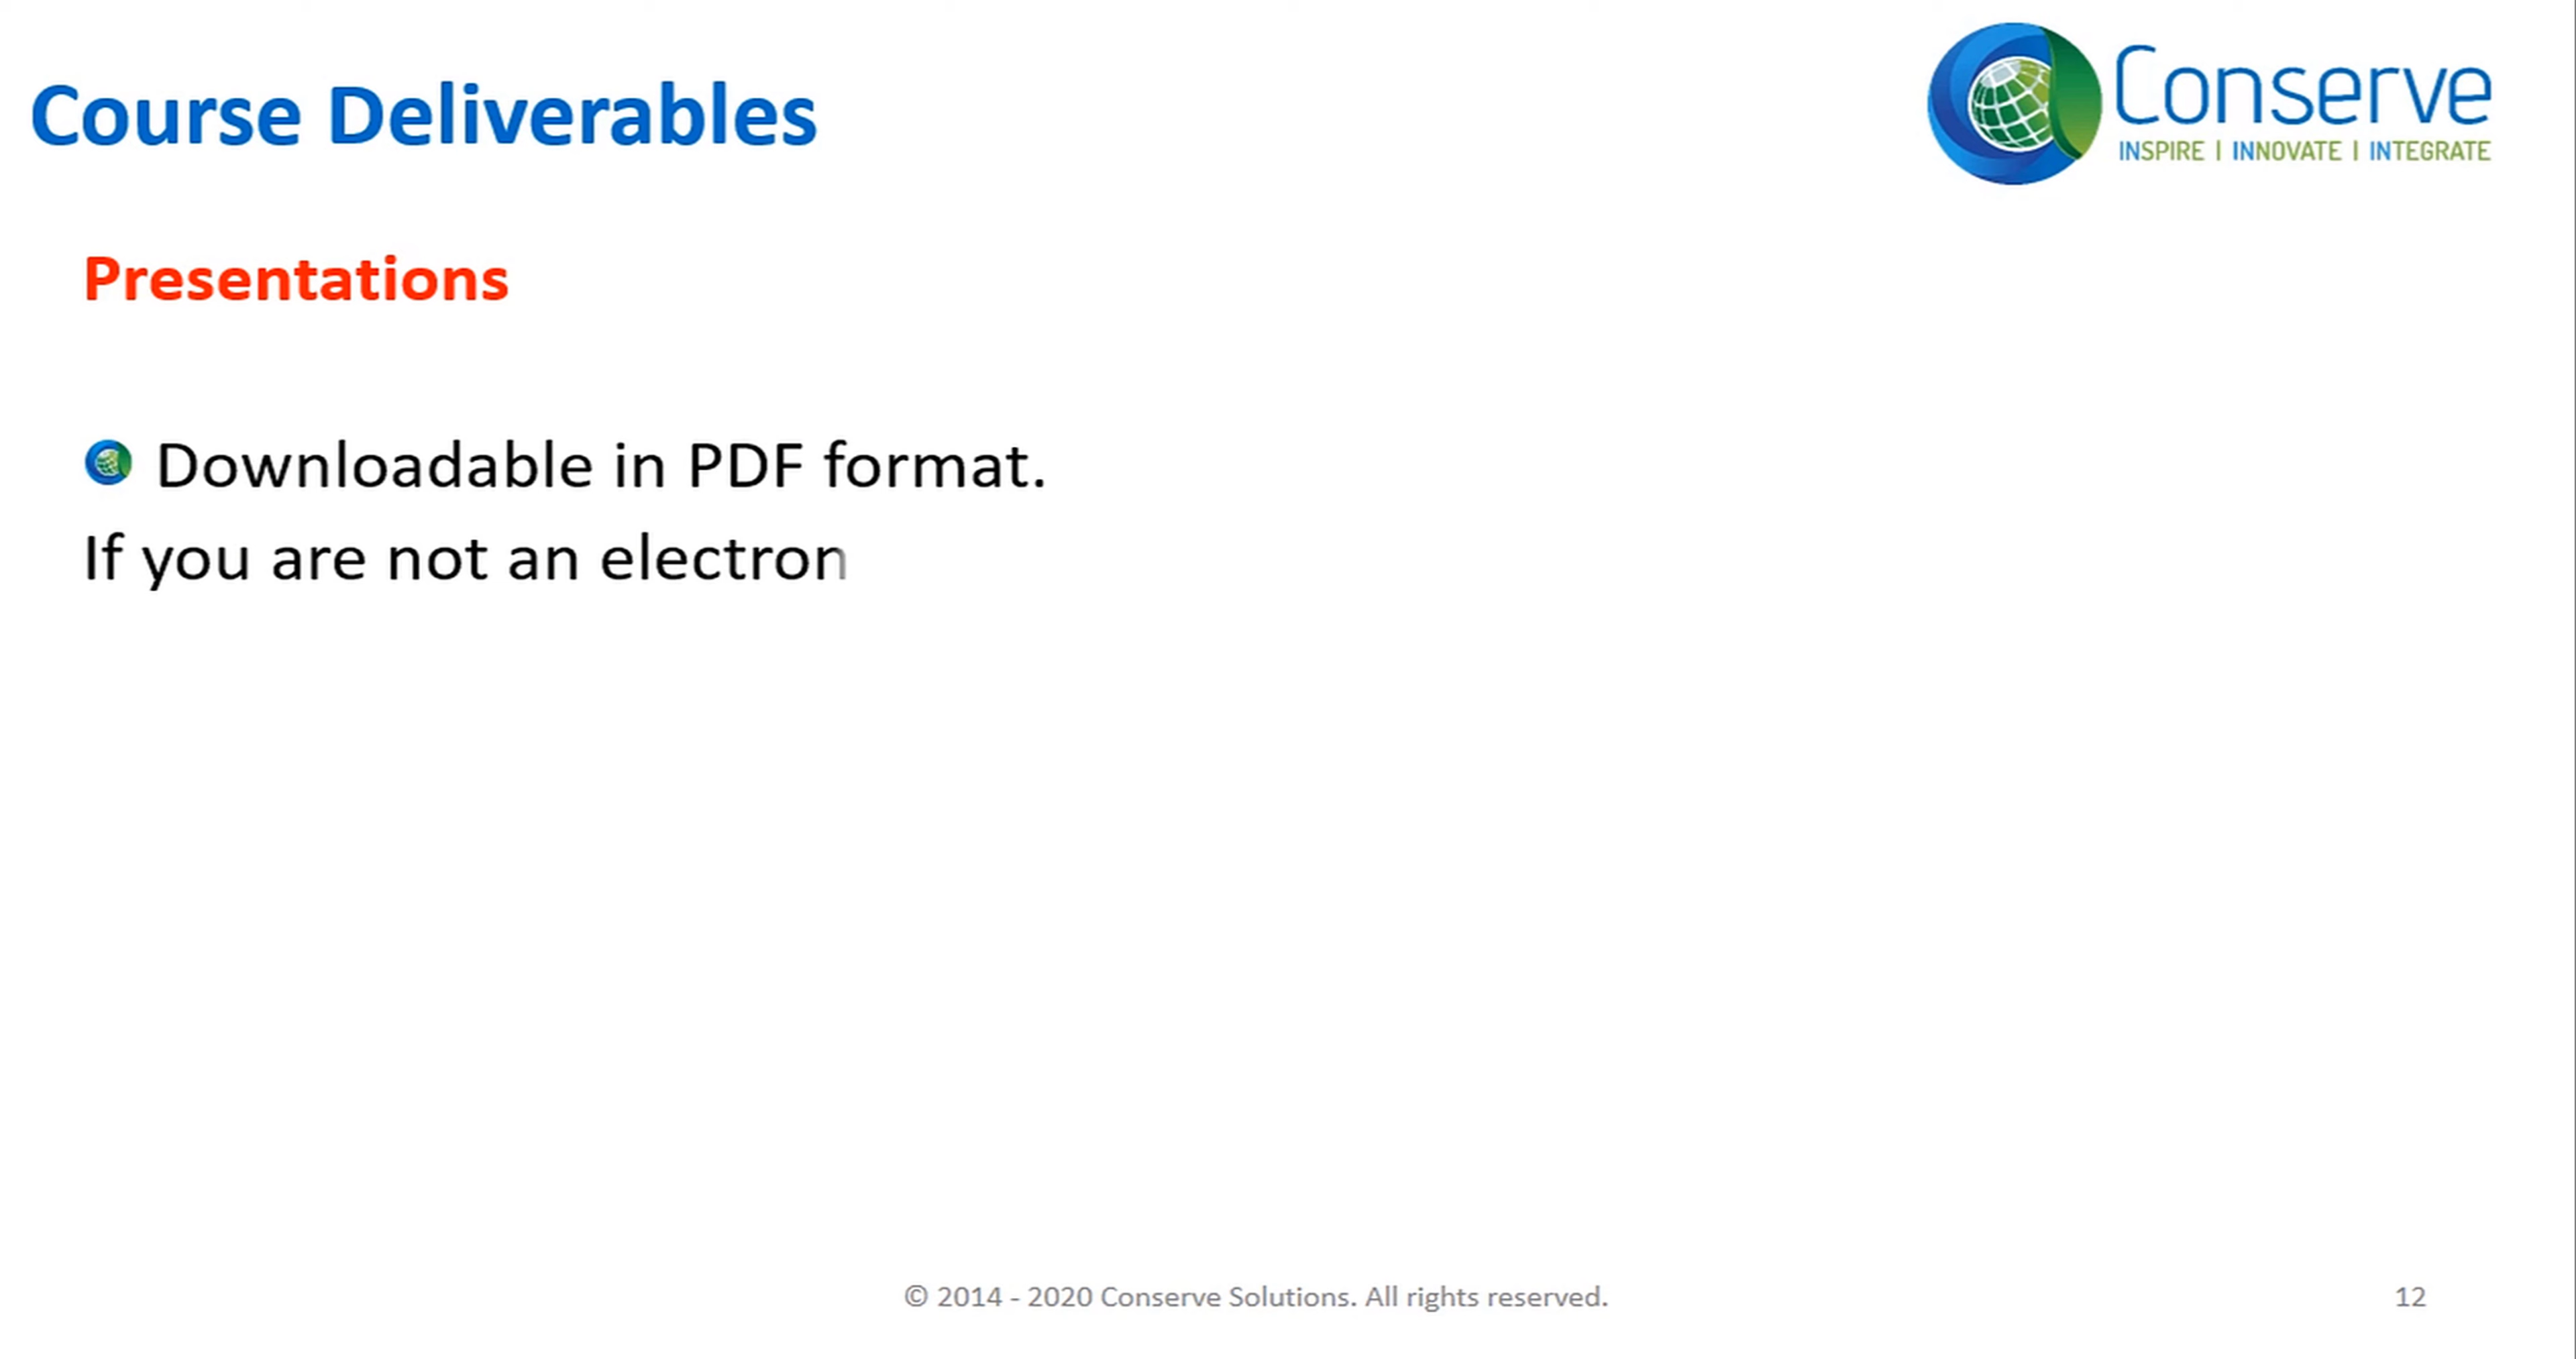 Course Deliverables
Conserve
INSPIRE | INNOVATE | INTEGRATE
Presentations
Downloadable in PDF format.
If you are not an electron
© 2014 - 2020 Conserve Solutions. All rights reserved.
12